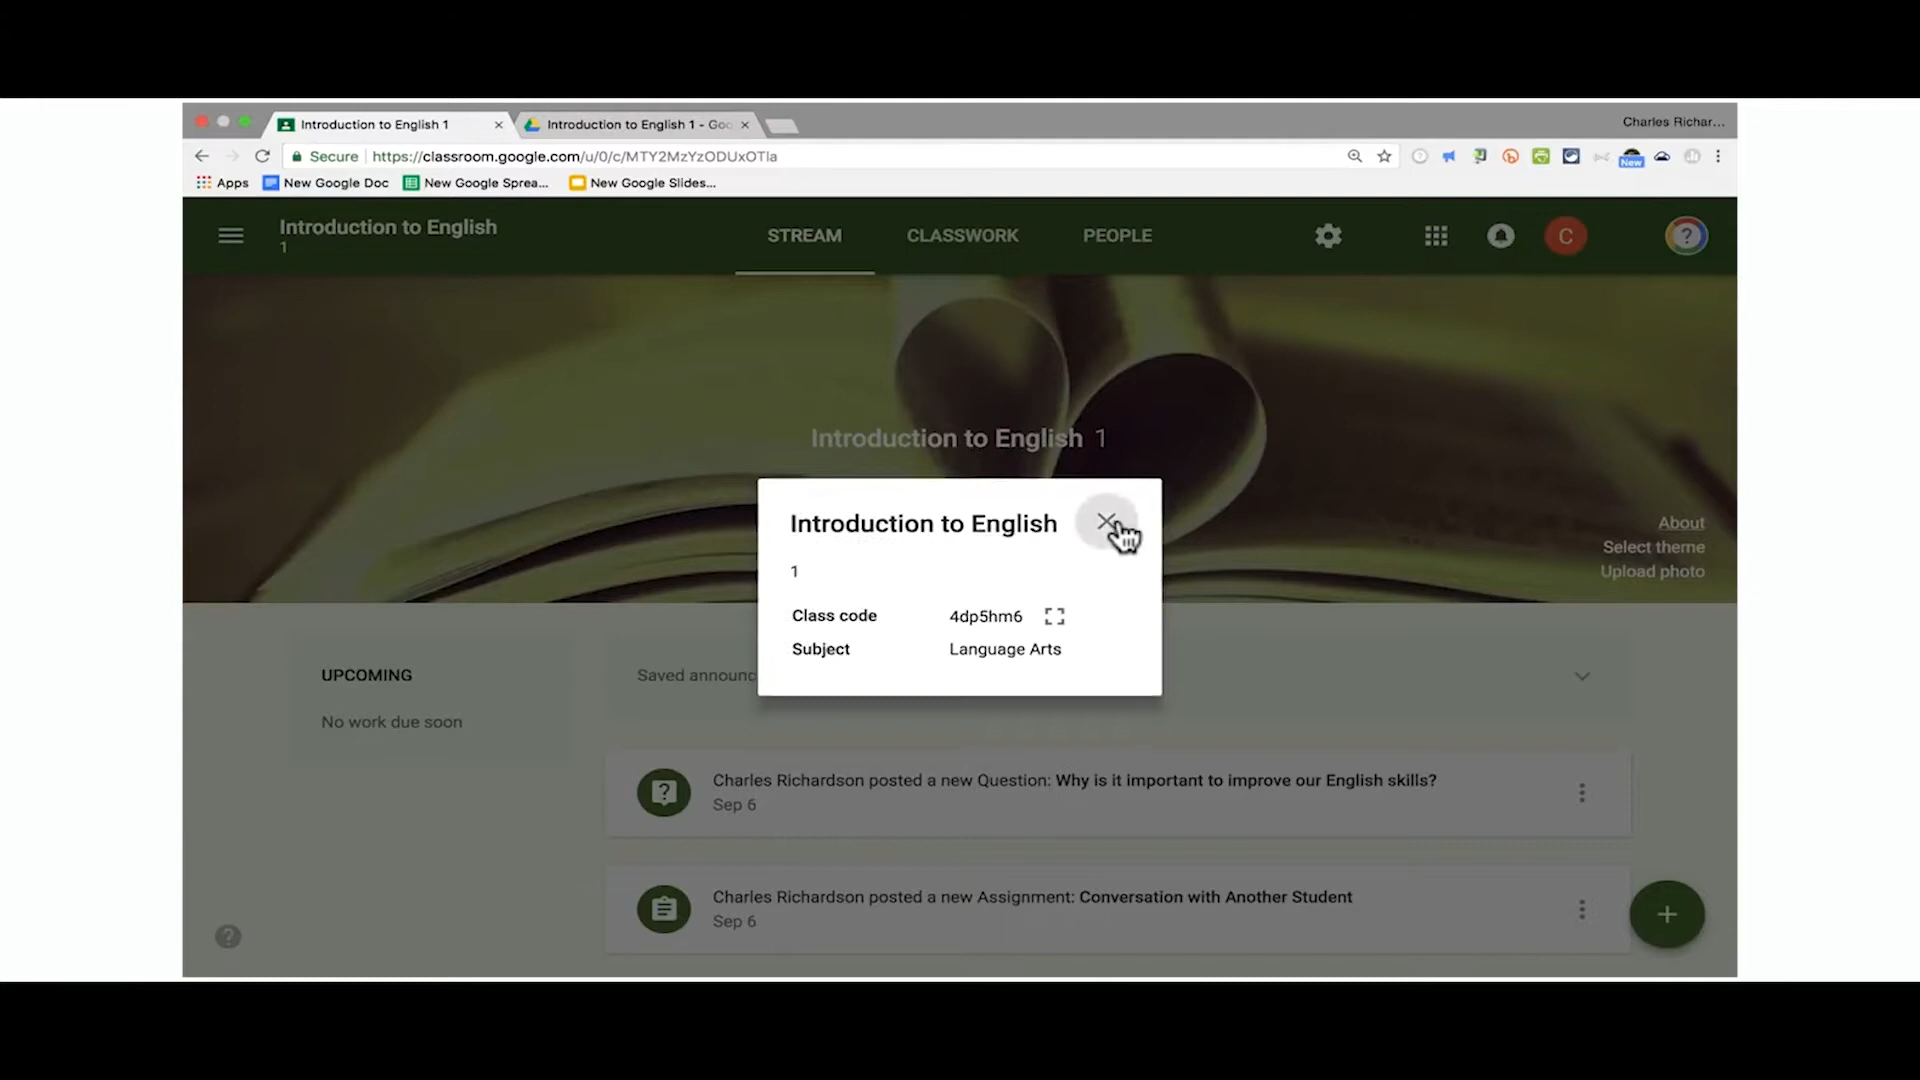 Introduction to English 1
Introduction to English 1 - Goo
Charles Richar...
Secure
https://classroom.google.com/u/0/c/MTY2MzYzODUxOTIa
Apps
New Google Doc
New Google Sprea...
New Google Slides...
New
Introduction to English
1
STREAM
CLASSWORK
PEOPLE
C
?
Introduction to English 1
About
Select theme
Upload photo
Introduction to English
1
Class code 4dp5hm6
Subject Language Arts
UPCOMING
No work due soon
Saved announc
Charles Richardson posted a new Question: Why is it important to improve our English skills?
Sep 6
Charles Richardson posted a new Assignment: Conversation with Another Student
Sep 6
?